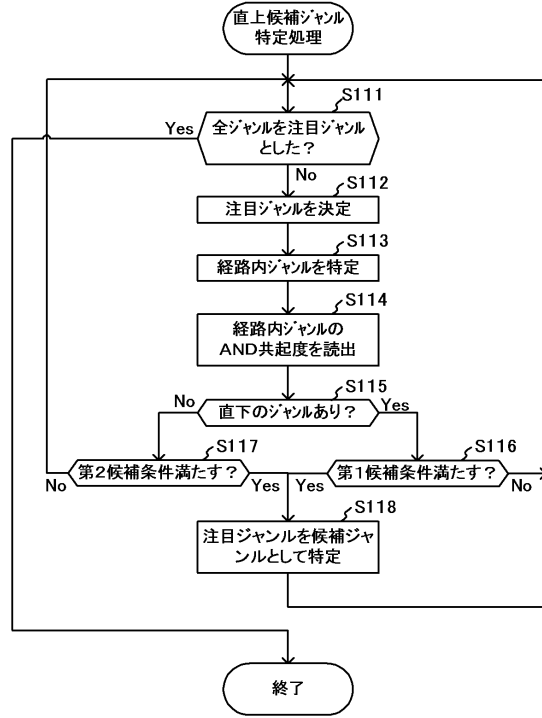 直上候補ジャンル
特定処理
S111
Yes
全ジャンルを注目ジャンル
とした？
No
S112
注目ジャンルを決定
S113
経路内ジャンルを特定
S114
経路内ジャンルの
AND共起度を読出
S115
No
直下のジャンルあり？
Yes
S117
S116
第2候補条件満たす？
第1候補条件満たす？
No
Yes
Yes
No
S118
注目ジャンルを候補ジャ
ンルとして特定
終了